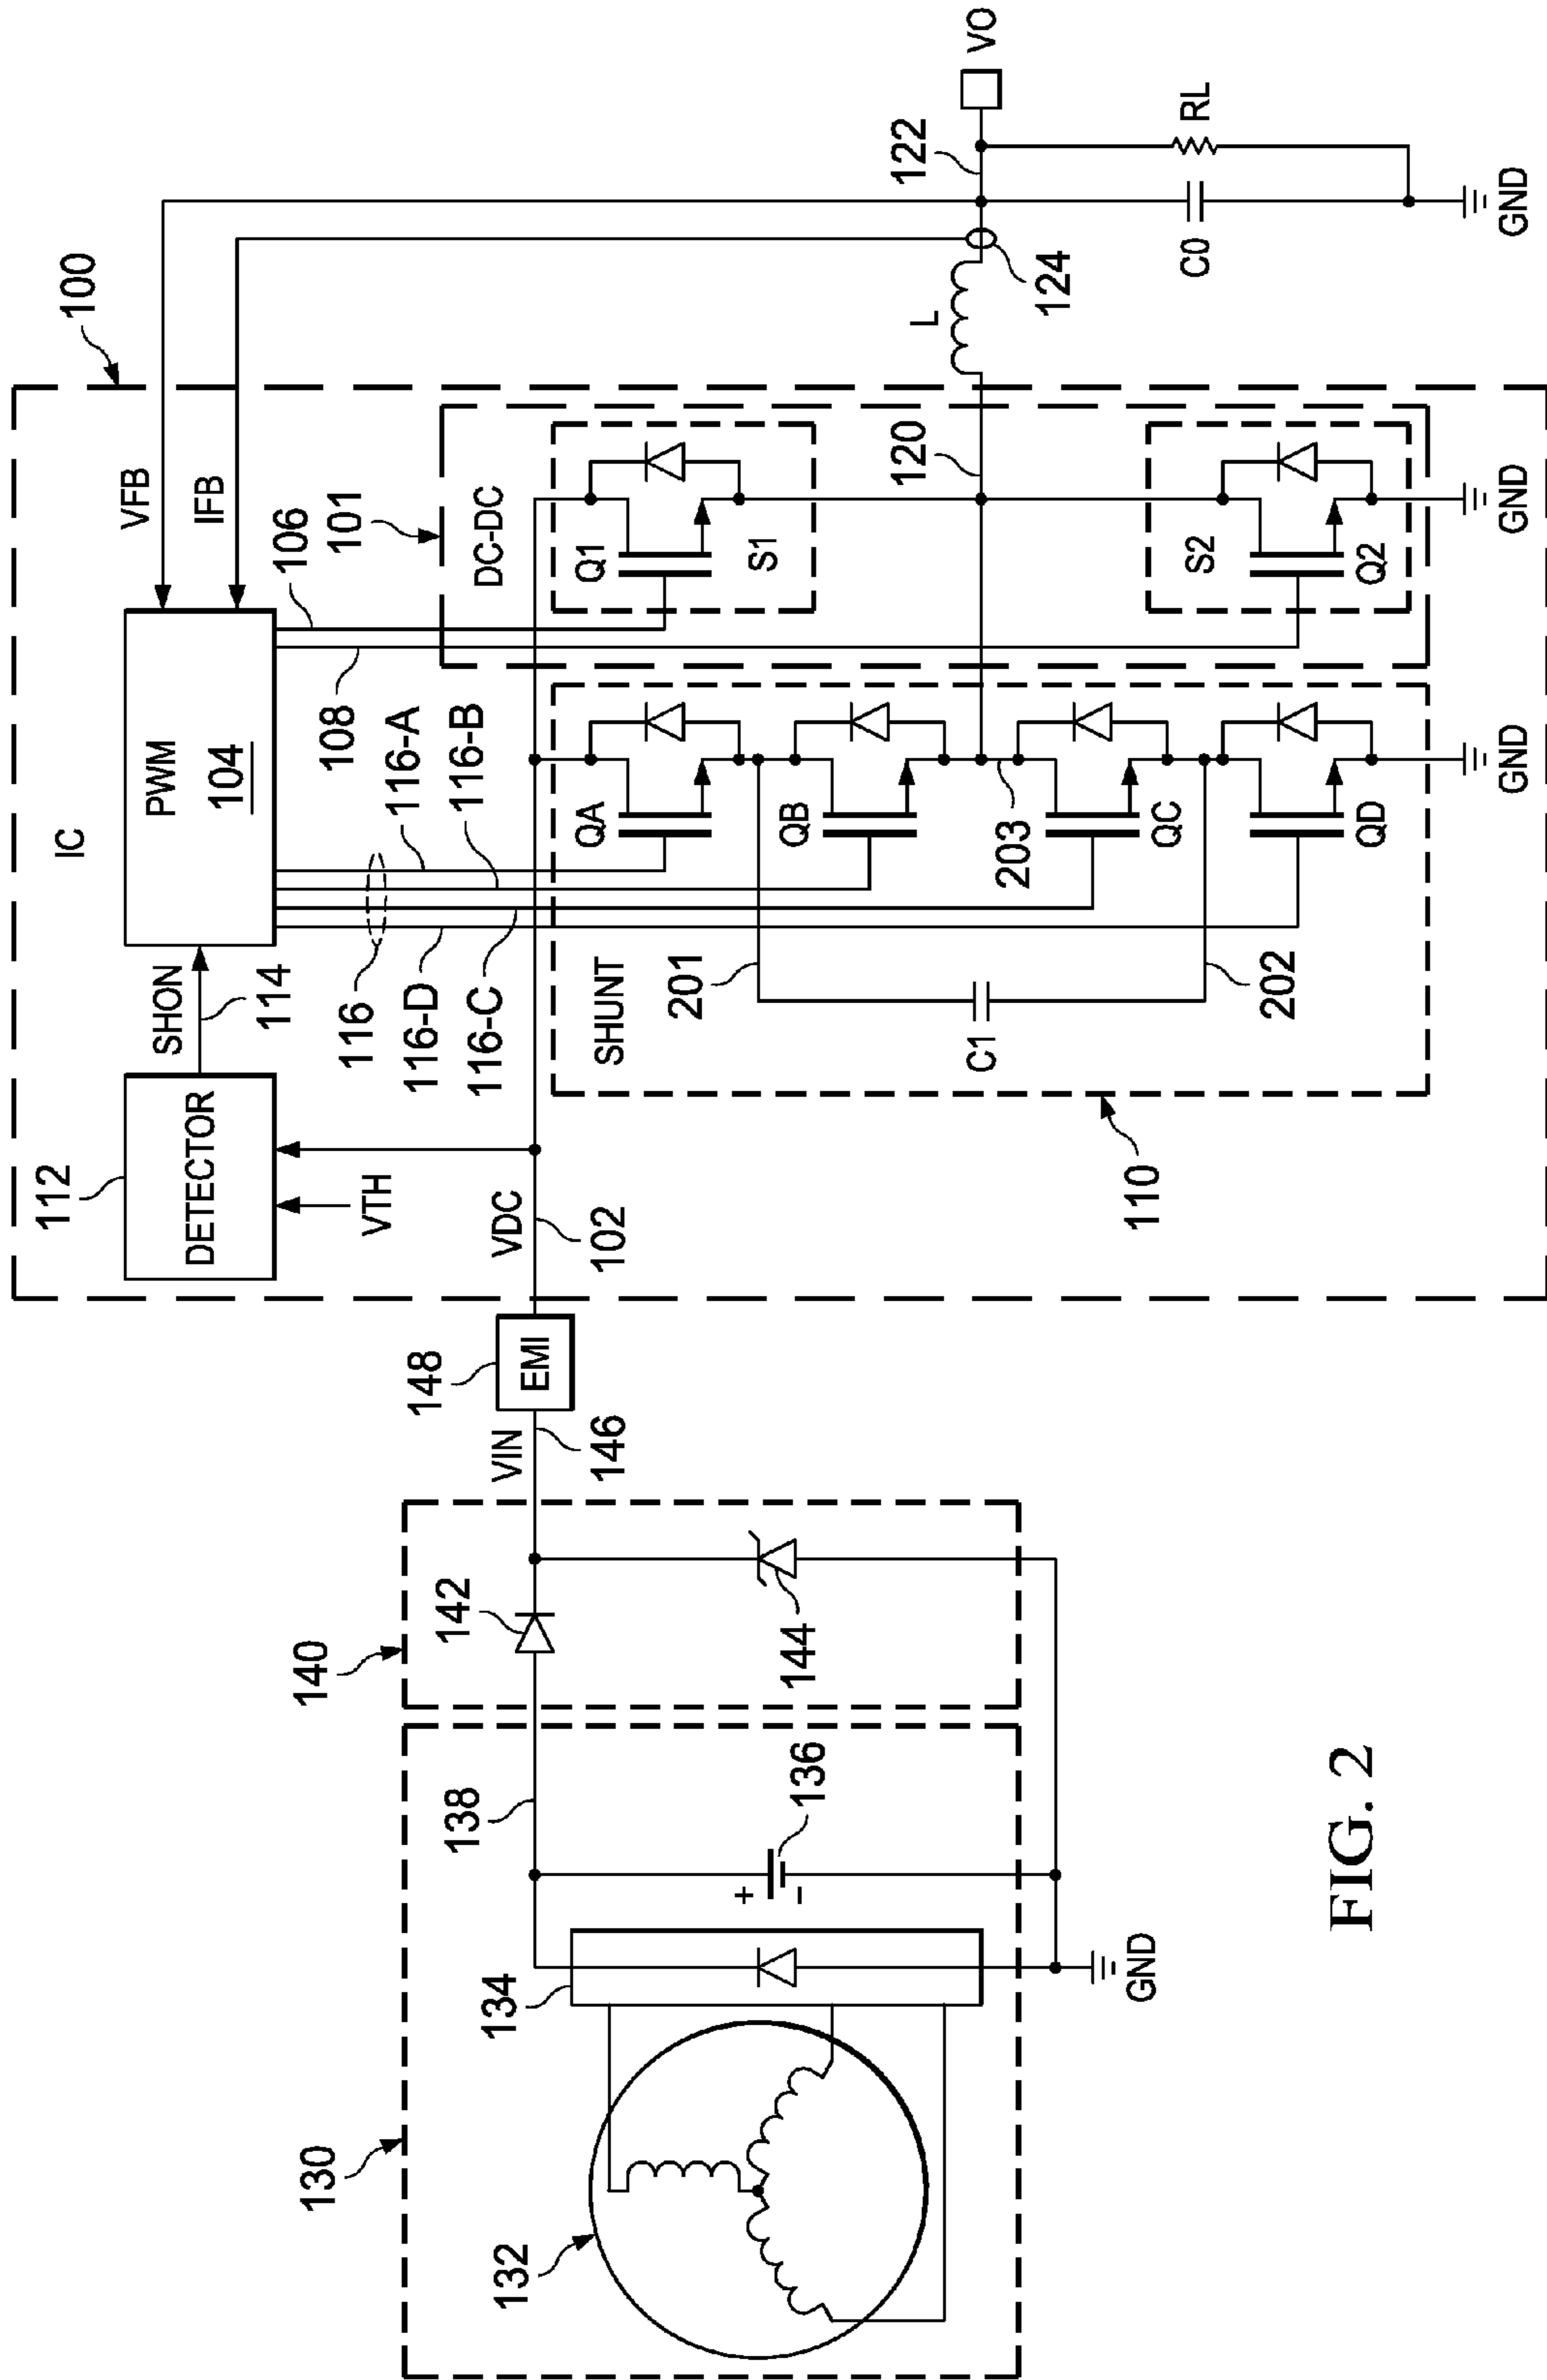 100
IC
112
DETECTOR
VTH
SHON
114
PWM
104
VFB
IFB
106
101
108
116
116-A
116-B
116-D
116-C
DC-DC
Q1
S1
120
S2
Q2
GND
SHUNT
QA
QB
203
QC
QD
201
C1
202
GND
110
VDC
102
148
EMI
VIN
146
L
124
122
VO
C0
RL
GND
140
142
144
130
138
136
+
-
134
132
GND
FIG. 2